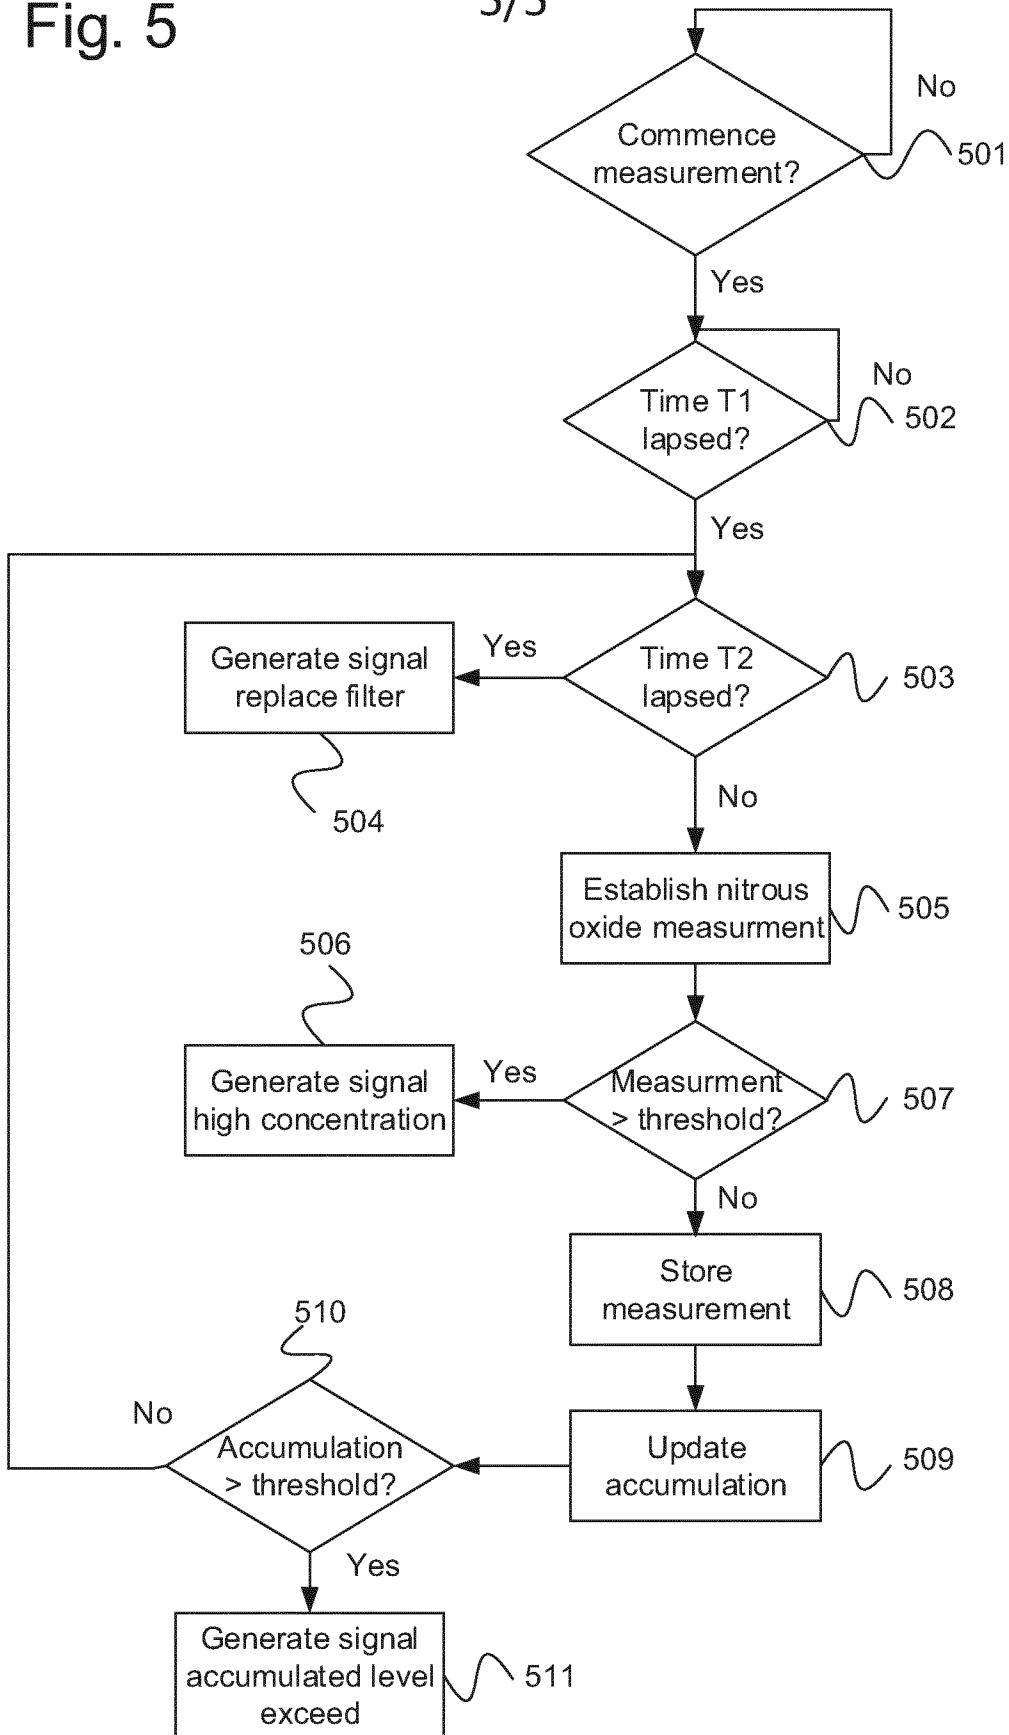 Fig. 5
5/5
No
Commence
measurement?
501
Yes
No
Time T1
lapsed?
502
Yes
Generate signal
replace filter
Yes
Time T2
lapsed?
503
504
No
Establish nitrous
oxide measurment
505
506
Generate signal
high concentration
Yes
Measurment
> threshold?
507
No
Store
measurement
508
510
No
Accumulation
> threshold?
Update
accumulation
509
Yes
Generate signal
accumulated level
exceed
511